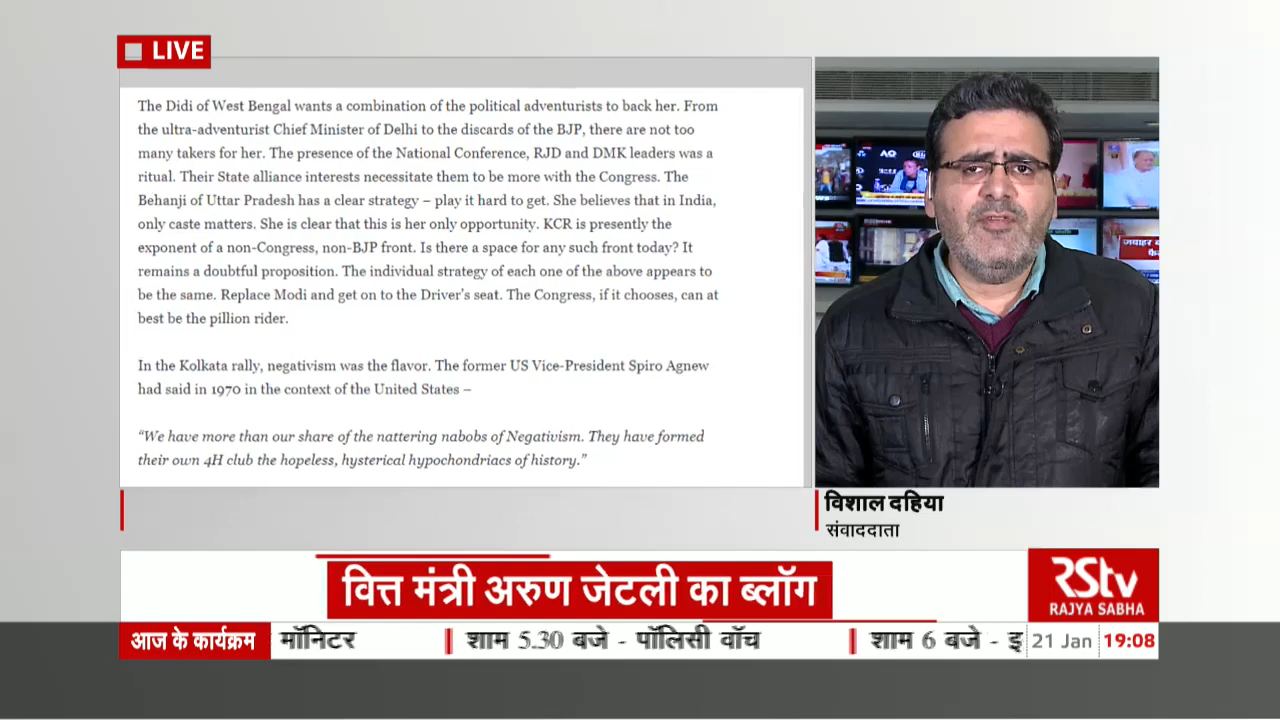 LIVE
The Didi of West Bengal wants a combination of the political adventurists to back her. From
the ultra-adventurist Chief Minister of Delhi to the discards of the BJP, there are not too
many takers for her. The presence of the National Conference, RJD and DMK leaders was a
ritual. Their State alliance interests necessitate them to be more with the Congress. The
Behanji of Uttar Pradesh has a clear strategy – play it hard to get. She believes that in India,
only caste matters. She is clear that this is her only opportunity. KCR is presently the
exponent of a non-Congress, non-BJP front. Is there a space for any such front today? It
remains a doubtful proposition. The individual strategy of each one of the above appears to
be the same. Replace Modi and get on to the Driver's seat. The Congress, if it chooses, can at
best be the pillion rider.
In the Kolkata rally, negativism was the flavor. The former US Vice-President Spiro Agnew
had said in 1970 in the context of the United States –
“We have more than our share of the nattering nabobs of Negativism. They have formed
their own 4H club the hopeless, hysterical hypochondriacs of history.”
AO
जवाहर
विशाल दहिया
संवाददाता
वित्त मंत्री अरुण जेटली का ब्लॉग
RStv
RAJYA SABHA
आज के कार्यक्रम मॉनिटर | शाम 5.30 बजे - पॉलिसी वॉच | शाम 6 बजे - इ 21 Jan 19:08